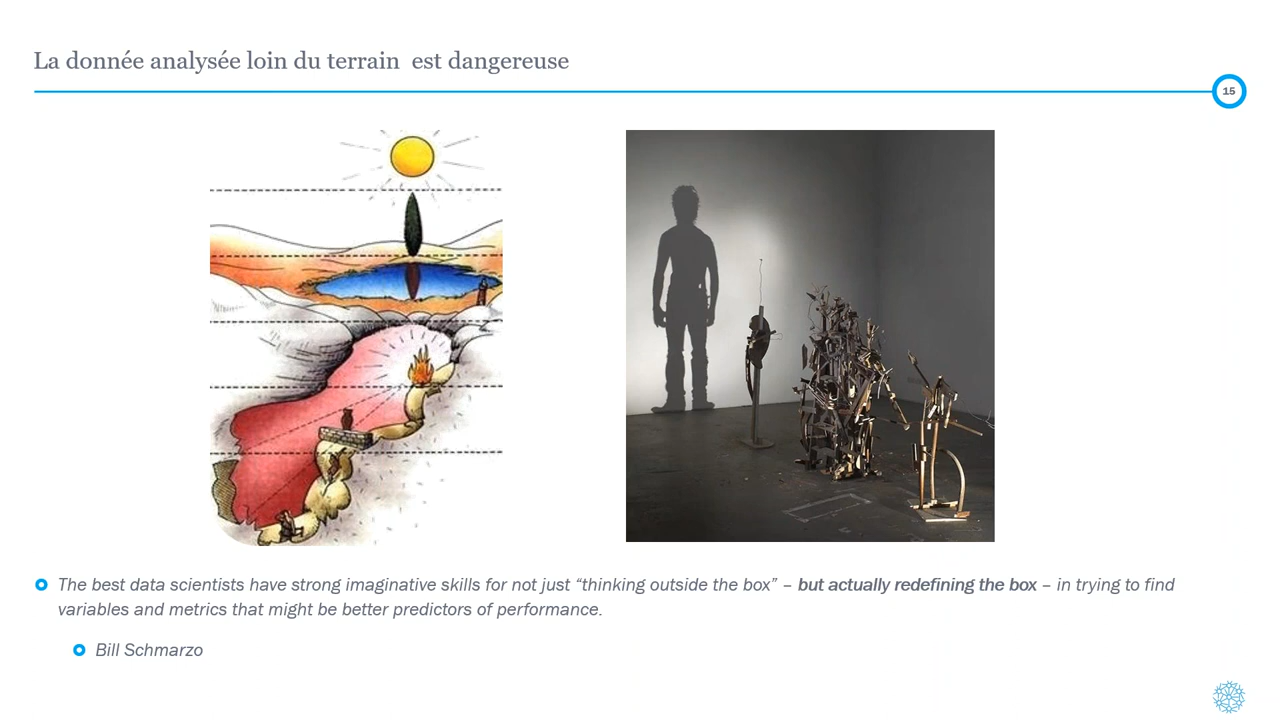 La donnée analysée loin du terrain  est dangereuse
15
The best data scientists have strong imaginative skills for not just “thinking outside the box” – but actually redefining the box – in trying to find
variables and metrics that might be better predictors of performance.
Bill Schmarzo